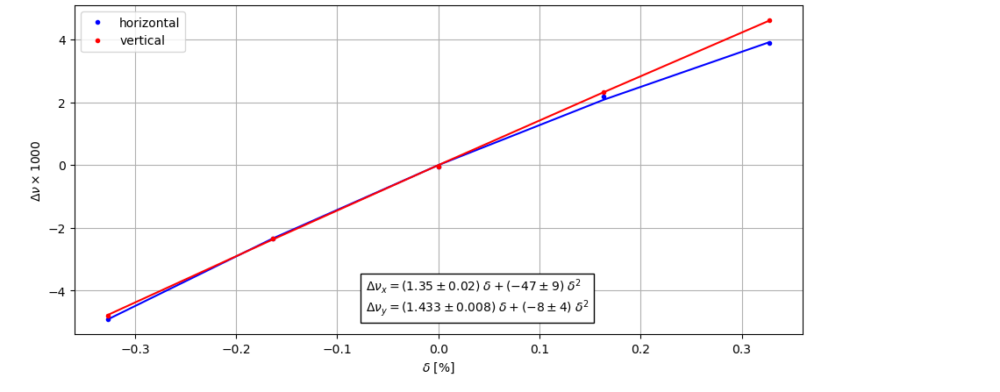 horizontal
vertical
4
2
0
−2
−4
Δν × 1000
Δνₓ = (1.35 ± 0.02) δ + (−47 ± 9) δ²
Δν_y = (1.433 ± 0.008) δ + (−8 ± 4) δ²
−0.3 −0.2 −0.1 0.0 0.1 0.2 0.3
δ [%]